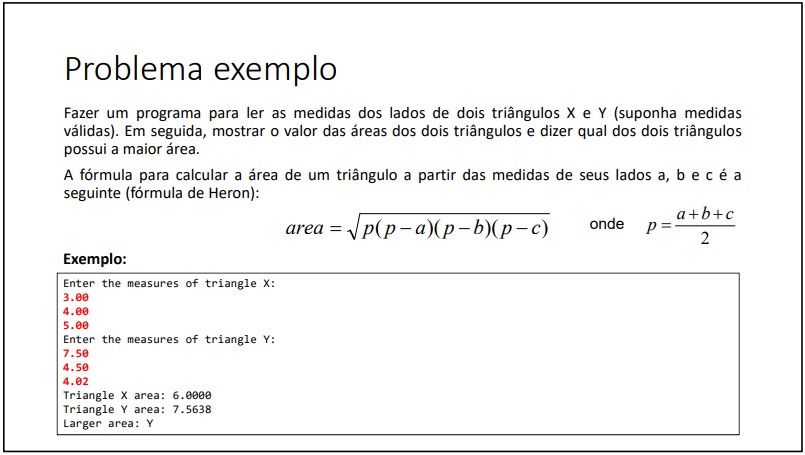 Problema exemplo
Fazer um programa para ler as medidas dos lados de dois triângulos X e Y (suponha medidas
válidas). Em seguida, mostrar o valor das áreas dos dois triângulos e dizer qual dos dois triângulos
possui a maior área.
A fórmula para calcular a área de um triângulo a partir das medidas de seus lados a, b e c é a
seguinte (fórmula de Heron):
area = √p(p − a)(p − b)(p − c) onde p = a + b + c / 2
Exemplo:
Enter the measures of triangle X:
3.00
4.00
5.00
Enter the measures of triangle Y:
7.50
4.50
4.02
Triangle X area: 6.0000
Triangle Y area: 7.5638
Larger area: Y